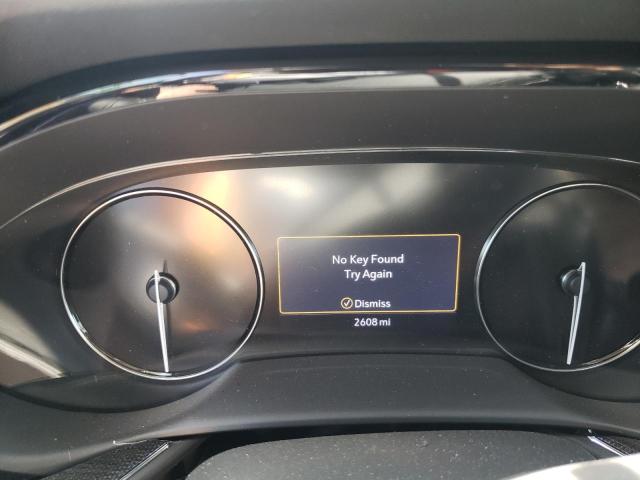 No Key Found
Try Again
Dismiss
2608 mi